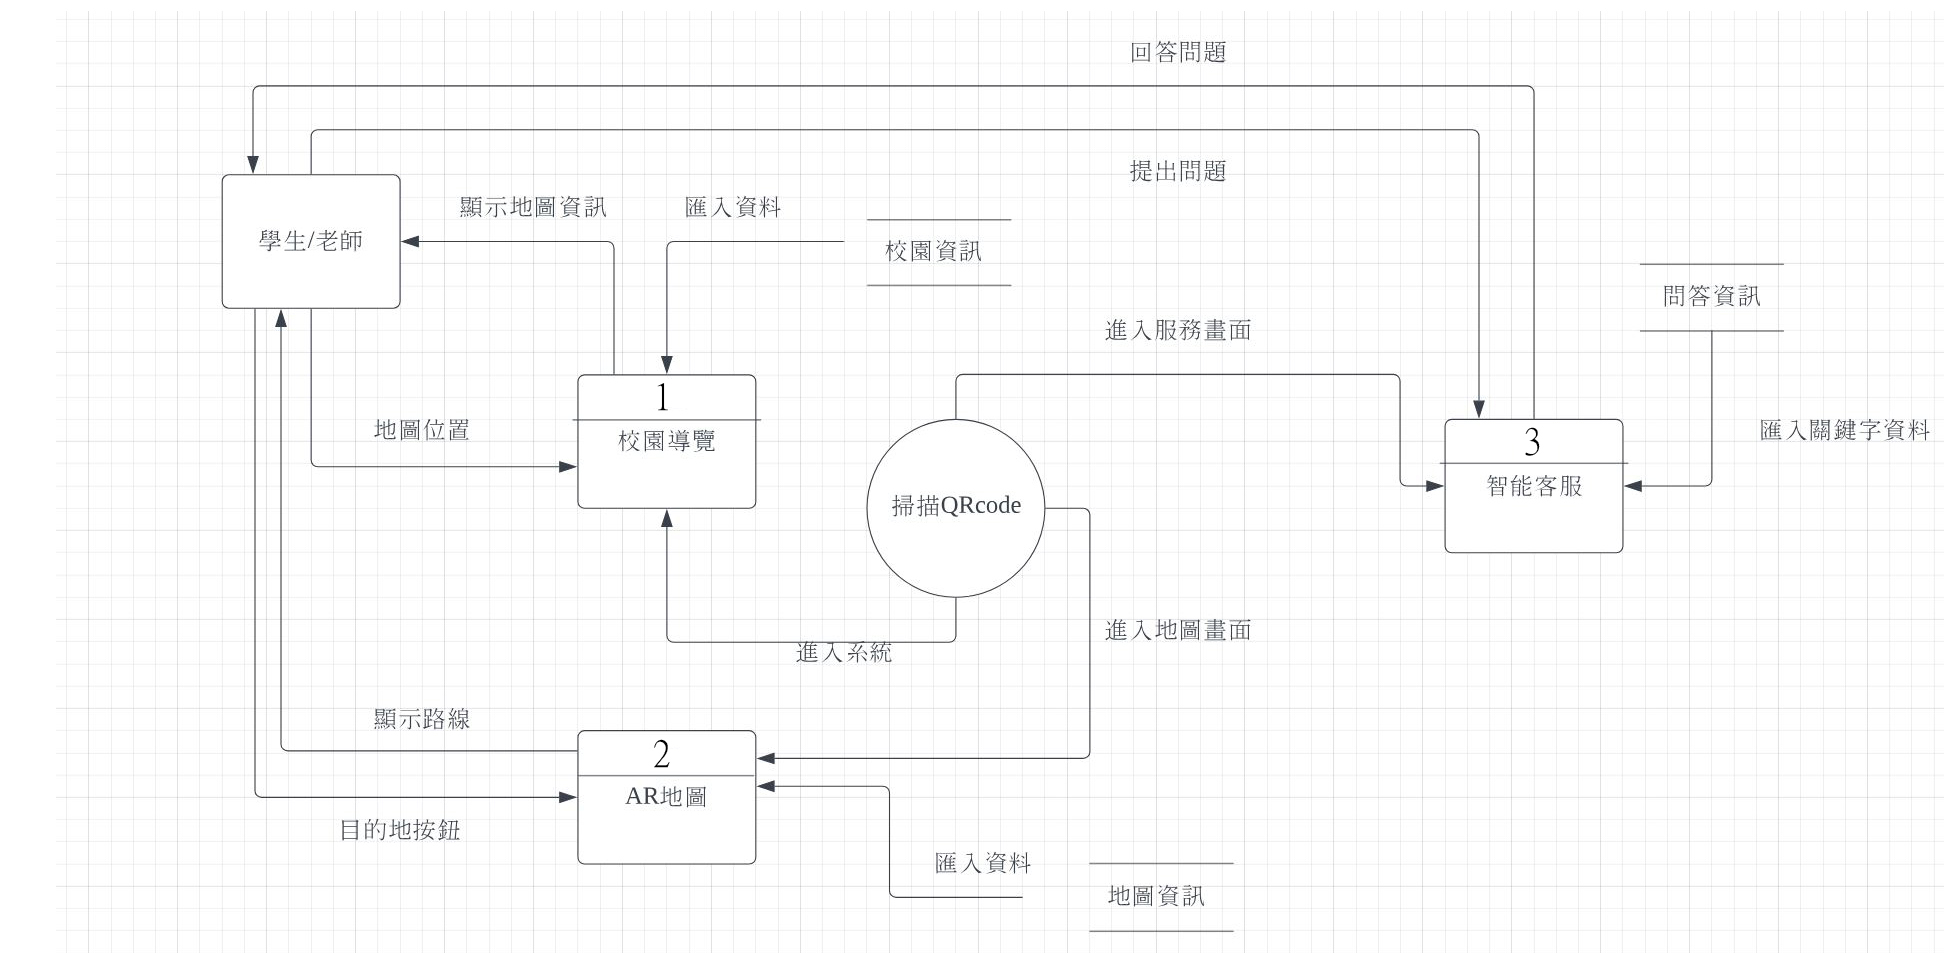 回答問題
提出問題
學生/老師
顯示地圖資訊
匯入資料
校園資訊
問答資訊
進入服務畫面
1
校園導覽
地圖位置
3
智能客服
匯入關鍵字資料
掃描QRcode
進入地圖畫面
進入系統
顯示路線
2
AR地圖
目的地按鈕
匯入資料
地圖資訊